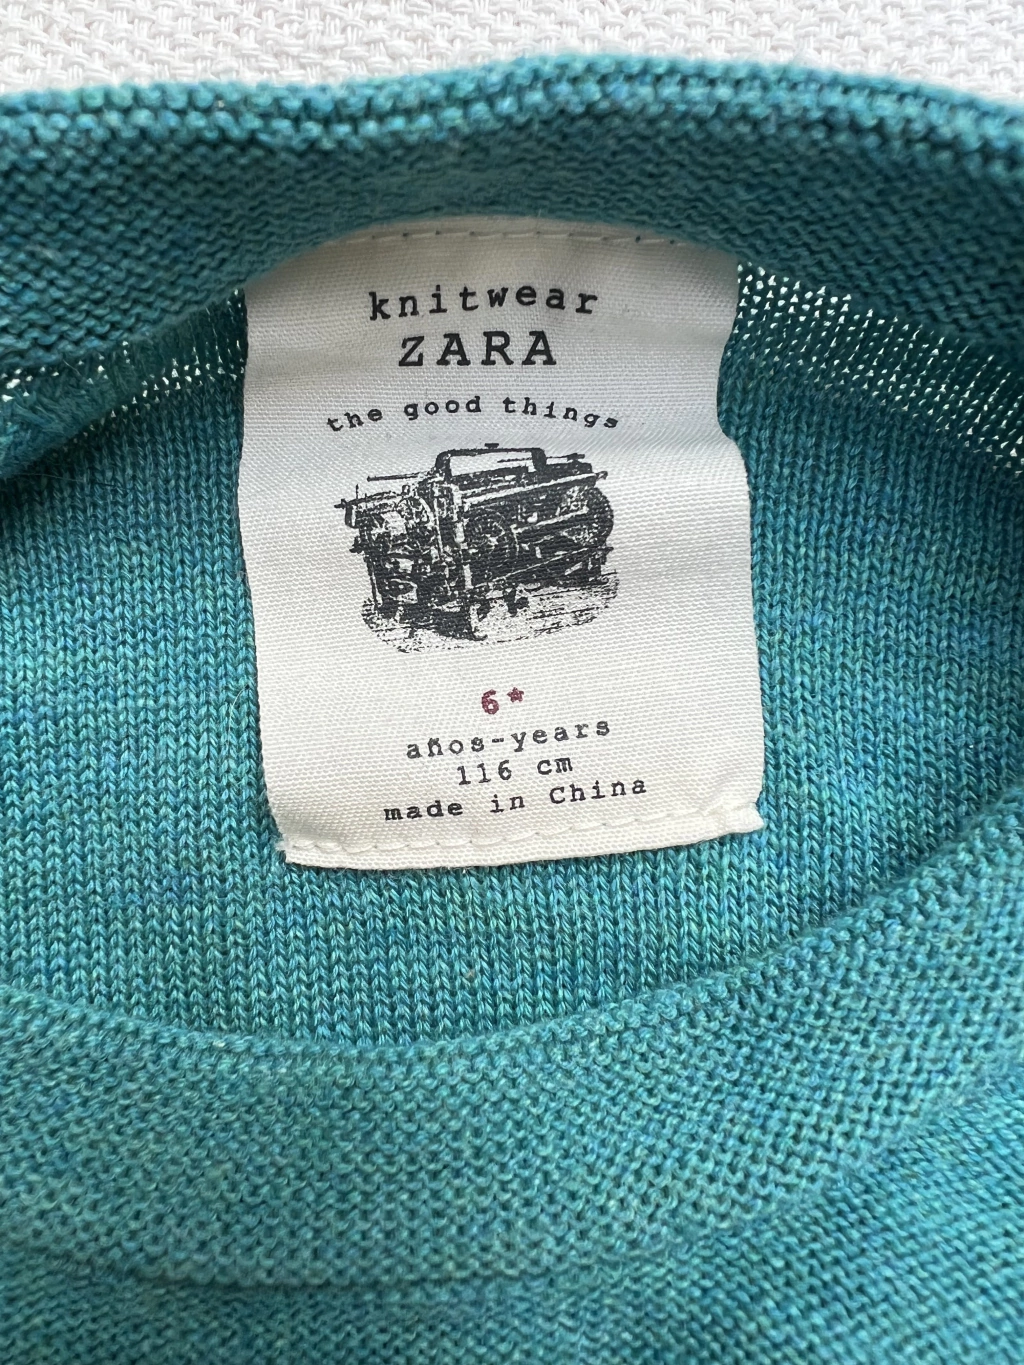 knitwear
ZARA
the good things
6*
años-years
116 cm
made in China